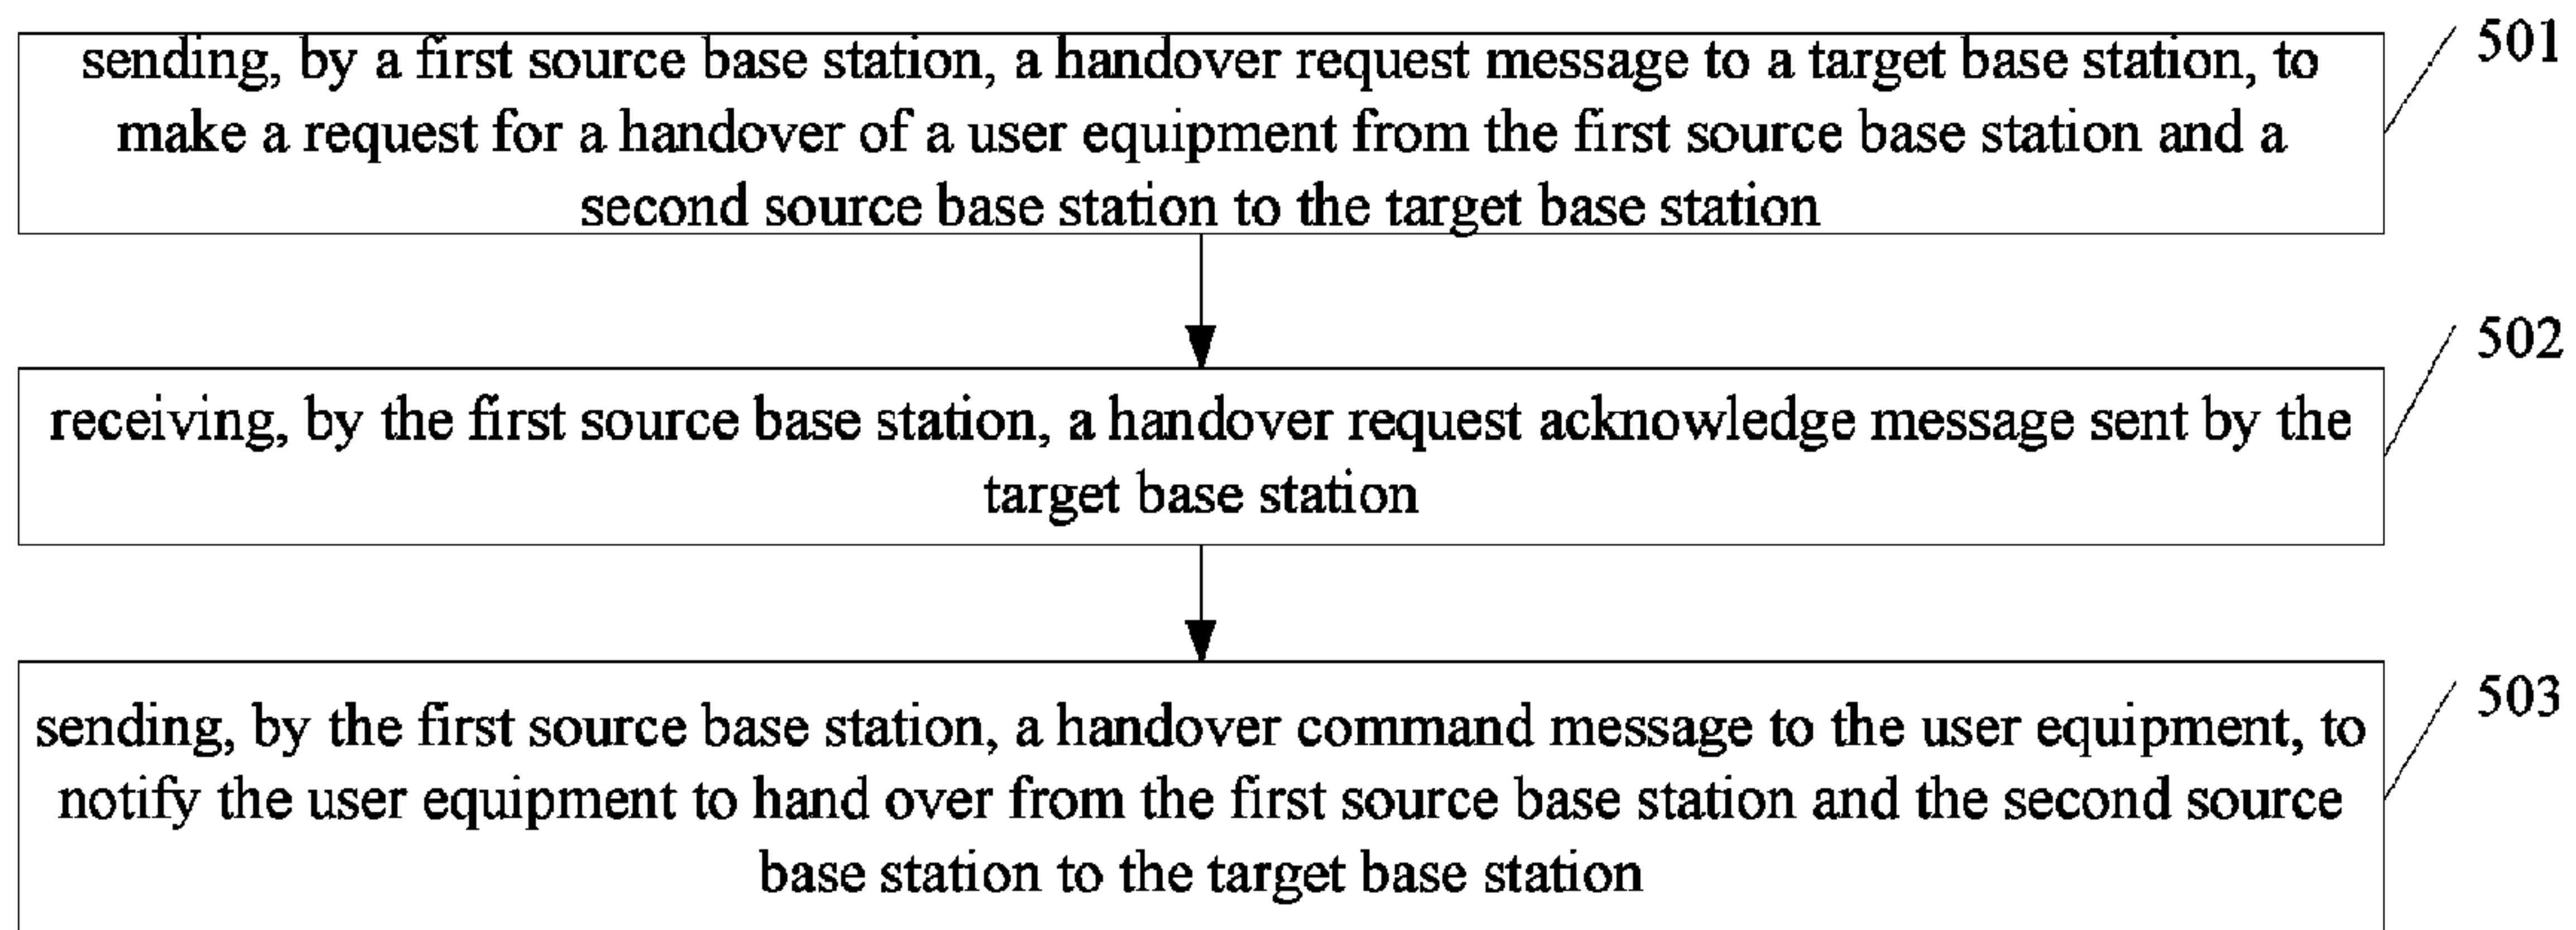 sending, by a first source base station, a handover request message to a target base station, to
make a request for a handover of a user equipment from the first source base station and a
second source base station to the target base station
501
receiving, by the first source base station, a handover request acknowledge message sent by the
target base station
502
sending, by the first source base station, a handover command message to the user equipment, to
notify the user equipment to hand over from the first source base station and the second source
base station to the target base station
503